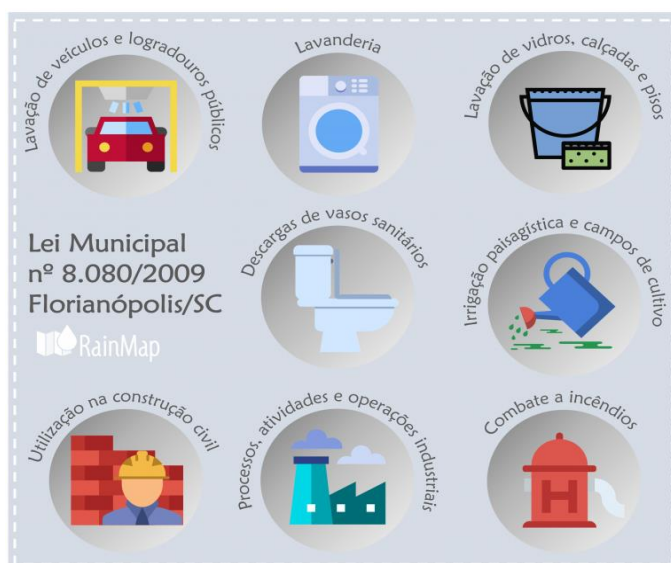 Lavação de veículos e logradouros públicos
Lavanderia
Lavação de vidros, calçadas e pisos
Lei Municipal
nº 8.080/2009
Florianópolis/SC
RainMap
Descargas de vasos sanitários
Irrigação paisagística e campos de cultivo
Utilização na construção civil
Processos, atividades e operações industriais
Combate a incêndios
H